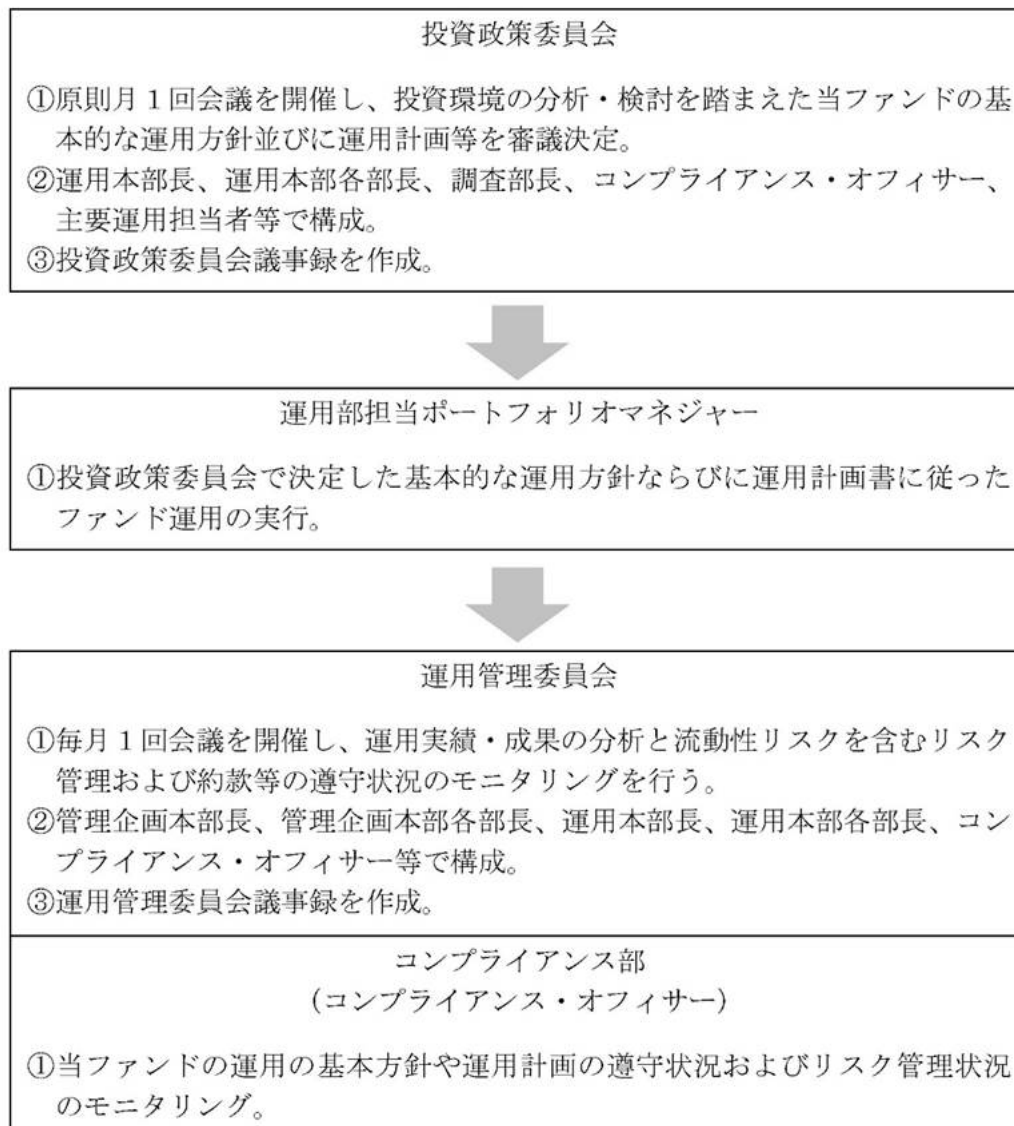 投資政策委員会
①原則月１回会議を開催し、投資環境の分析・検討を踏まえた当ファンドの基
本的な運用方針並びに運用計画等を審議決定。
②運用本部長、運用本部各部長、調査部長、コンプライアンス・オフィサー、
主要運用担当者等で構成。
③投資政策委員会議事録を作成。
運用部担当ポートフォリオマネジャー
①投資政策委員会で決定した基本的な運用方針ならびに運用計画書に従った
ファンド運用の実行。
運用管理委員会
①毎月１回会議を開催し、運用実績・成果の分析と流動性リスクを含むリスク
管理および約款等の遵守状況のモニタリングを行う。
②管理企画本部長、管理企画本部各部長、運用本部長、運用本部各部長、コン
プライアンス・オフィサー等で構成。
③運用管理委員会議事録を作成。
コンプライアンス部
（コンプライアンス・オフィサー）
①当ファンドの運用の基本方針や運用計画の遵守状況およびリスク管理状況
のモニタリング。